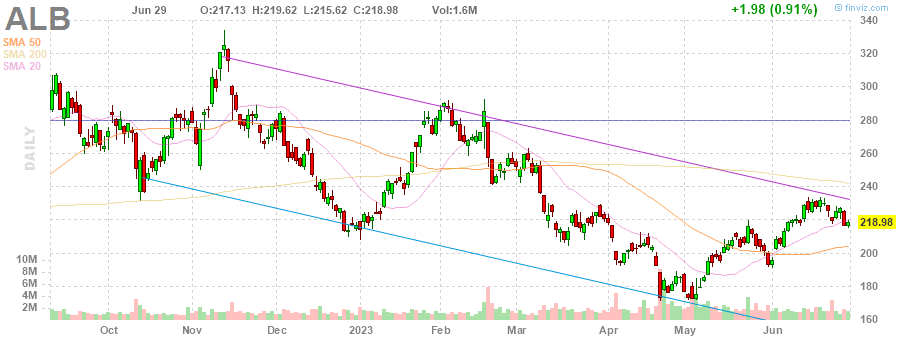 ALB Jun 29 O:217.13 H:219.62 L:215.62 C:218.98 Vol:1.6M +1.98 (0.91%) © finviz.com
SMA 50
SMA 200
SMA 20
DAILY
340
320
300
280
260
240
218.98
200
180
160
10M
8M
6M
4M
2M
Oct Nov Dec 2023 Feb Mar Apr May Jun